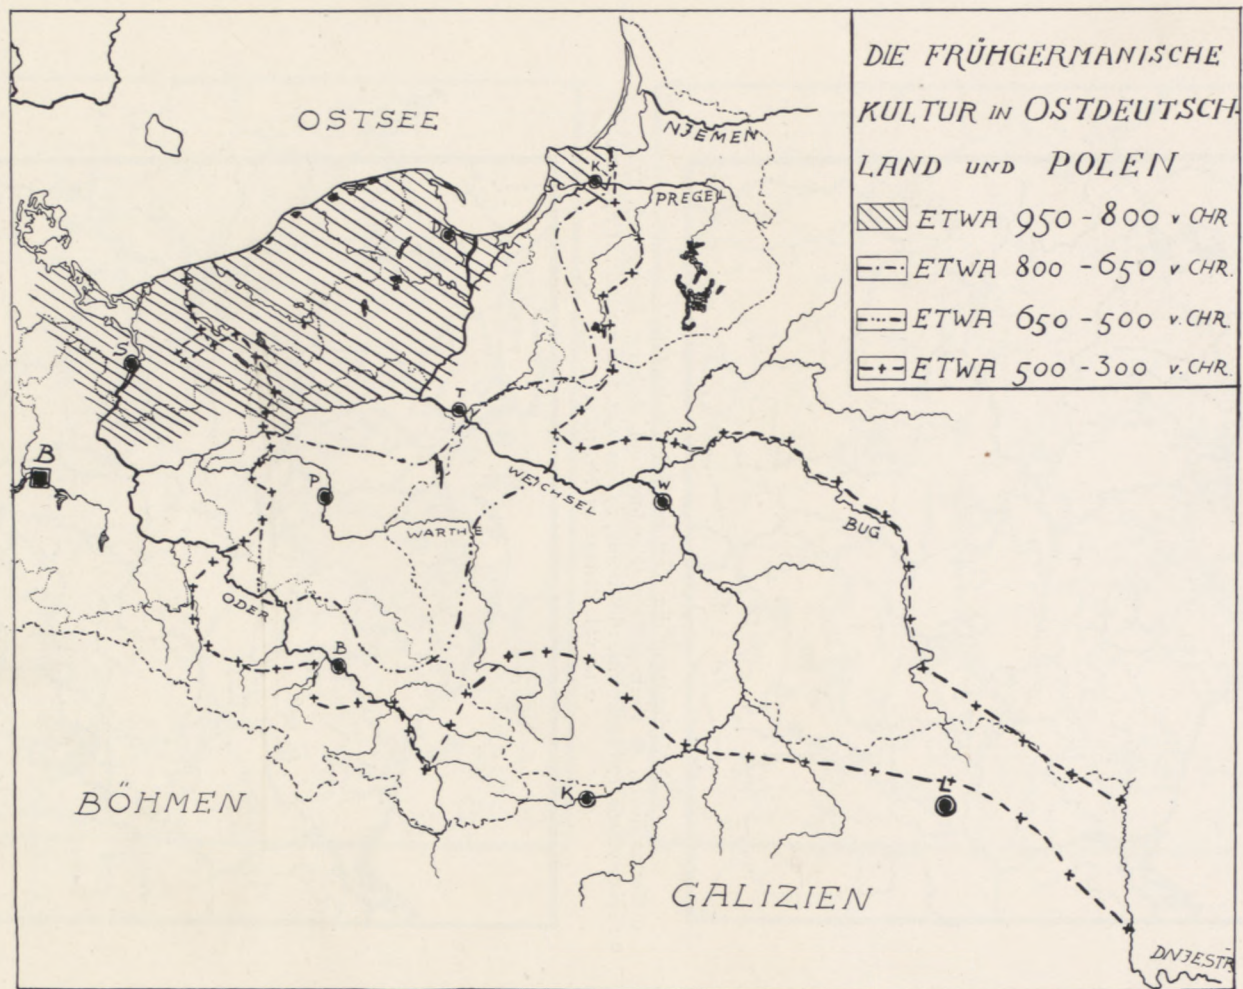 DIE FRÜHGERMANISCHE
KULTUR IN OSTDEUTSCH-
LAND UND POLEN
ETWA 950-800 v CHR
ETWA 800-650 v CHR.
ETWA 650-500 v. CHR.
ETWA 500-300 v. CHR.
OSTSEE
NJEMEN
K
PREGEL
D
S
T
B
P
WEICHSEL
W
WARTHE
BUG
ODER
B
BÖHMEN
K
L
GALIZIEN
DNJESTR